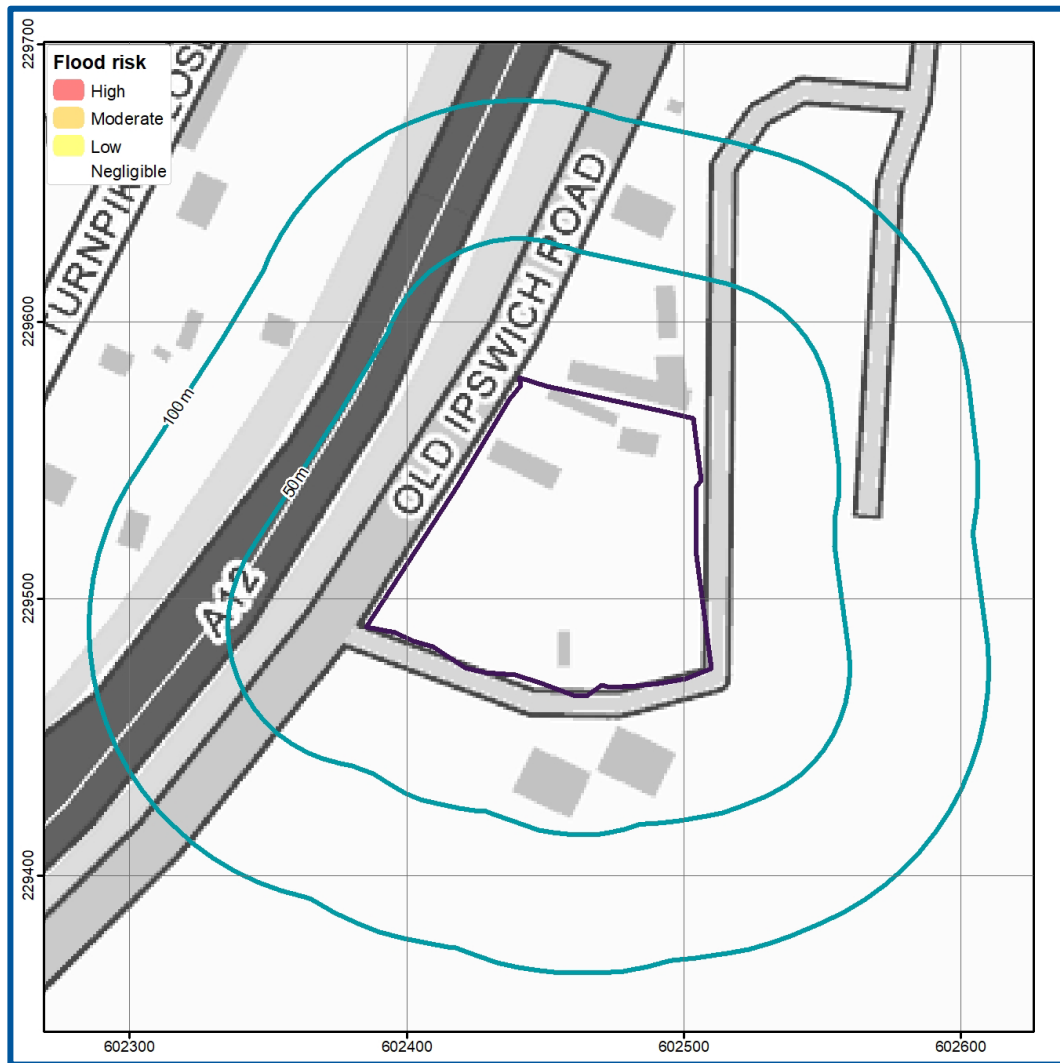 Flood risk
High
Moderate
Low
Negligible
TURNPIK
OLD IPSWICH ROAD
100 m
50 m
A12
229700
229600
229500
229400
602300
602400
602500
602600